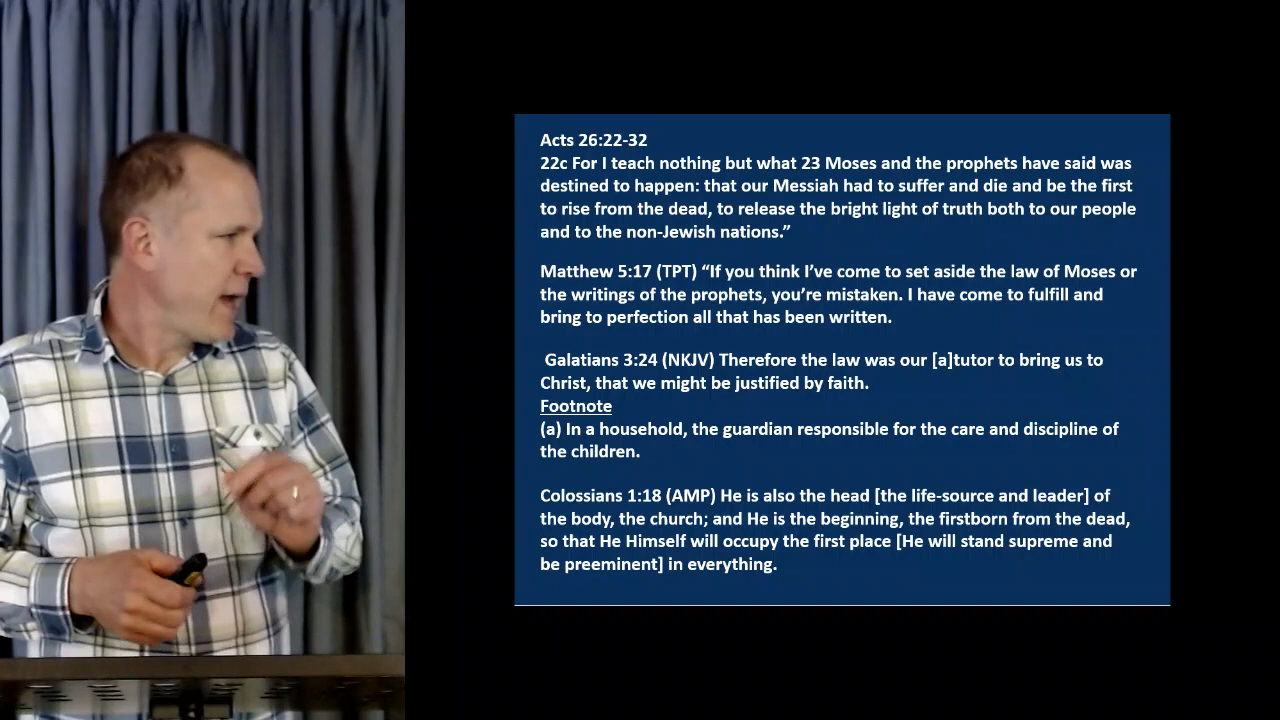 Acts 26:22-32
22c For I teach nothing but what 23 Moses and the prophets have said was
destined to happen: that our Messiah had to suffer and die and be the first
to rise from the dead, to release the bright light of truth both to our people
and to the non-Jewish nations.”
Matthew 5:17 (TPT) “If you think I’ve come to set aside the law of Moses or
the writings of the prophets, you’re mistaken. I have come to fulfill and
bring to perfection all that has been written.
Galatians 3:24 (NKJV) Therefore the law was our [a]tutor to bring us to
Christ, that we might be justified by faith.
Footnote
(a) In a household, the guardian responsible for the care and discipline of
the children.
Colossians 1:18 (AMP) He is also the head [the life-source and leader] of
the body, the church; and He is the beginning, the firstborn from the dead,
so that He Himself will occupy the first place [He will stand supreme and
be preeminent] in everything.